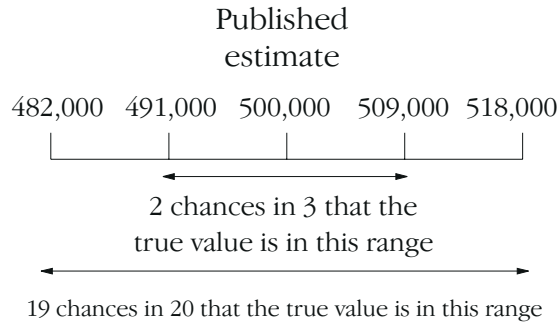 Published
estimate
482,000 491,000 500,000 509,000 518,000
2 chances in 3 that the
true value is in this range
19 chances in 20 that the true value is in this range